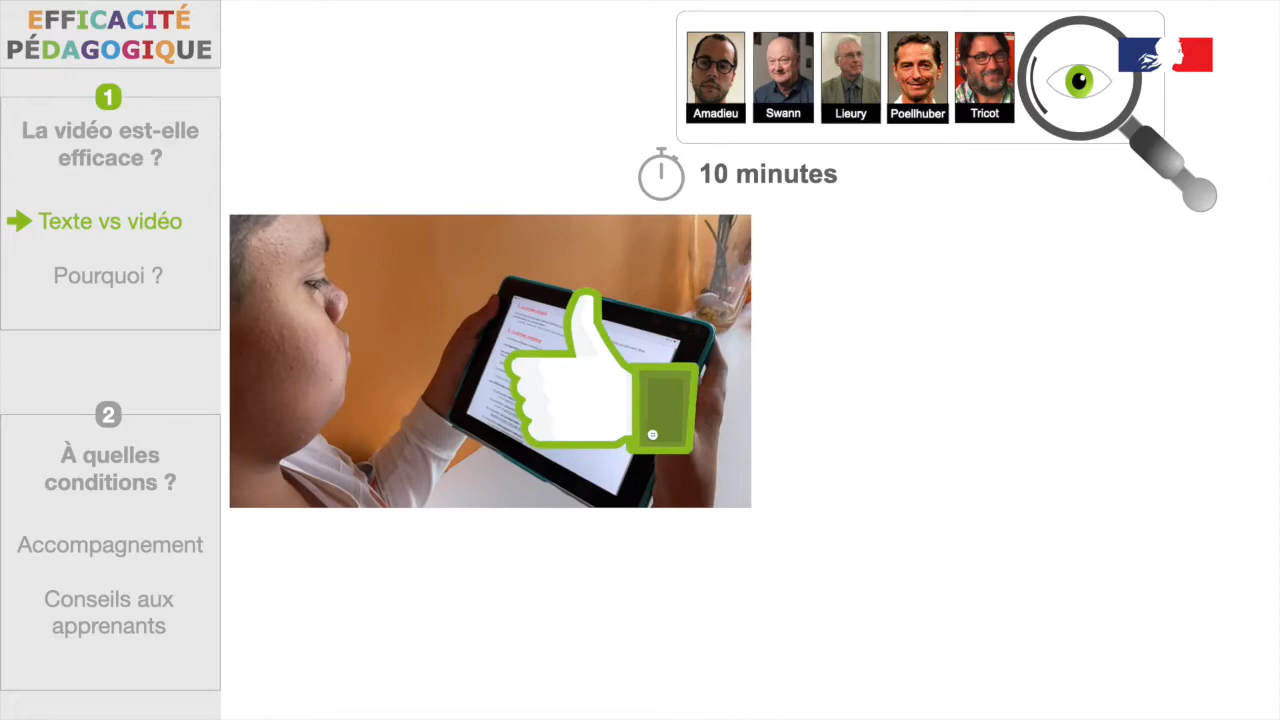 EFFICACITÉ
PÉDAGOGIQUE
1
La vidéo est-elle
efficace ?
Texte vs vidéo
Pourquoi ?
2
À quelles
conditions ?
Accompagnement
Conseils aux
apprenants
Amadieu Swann Lieury Poellhuber Tricot
10 minutes